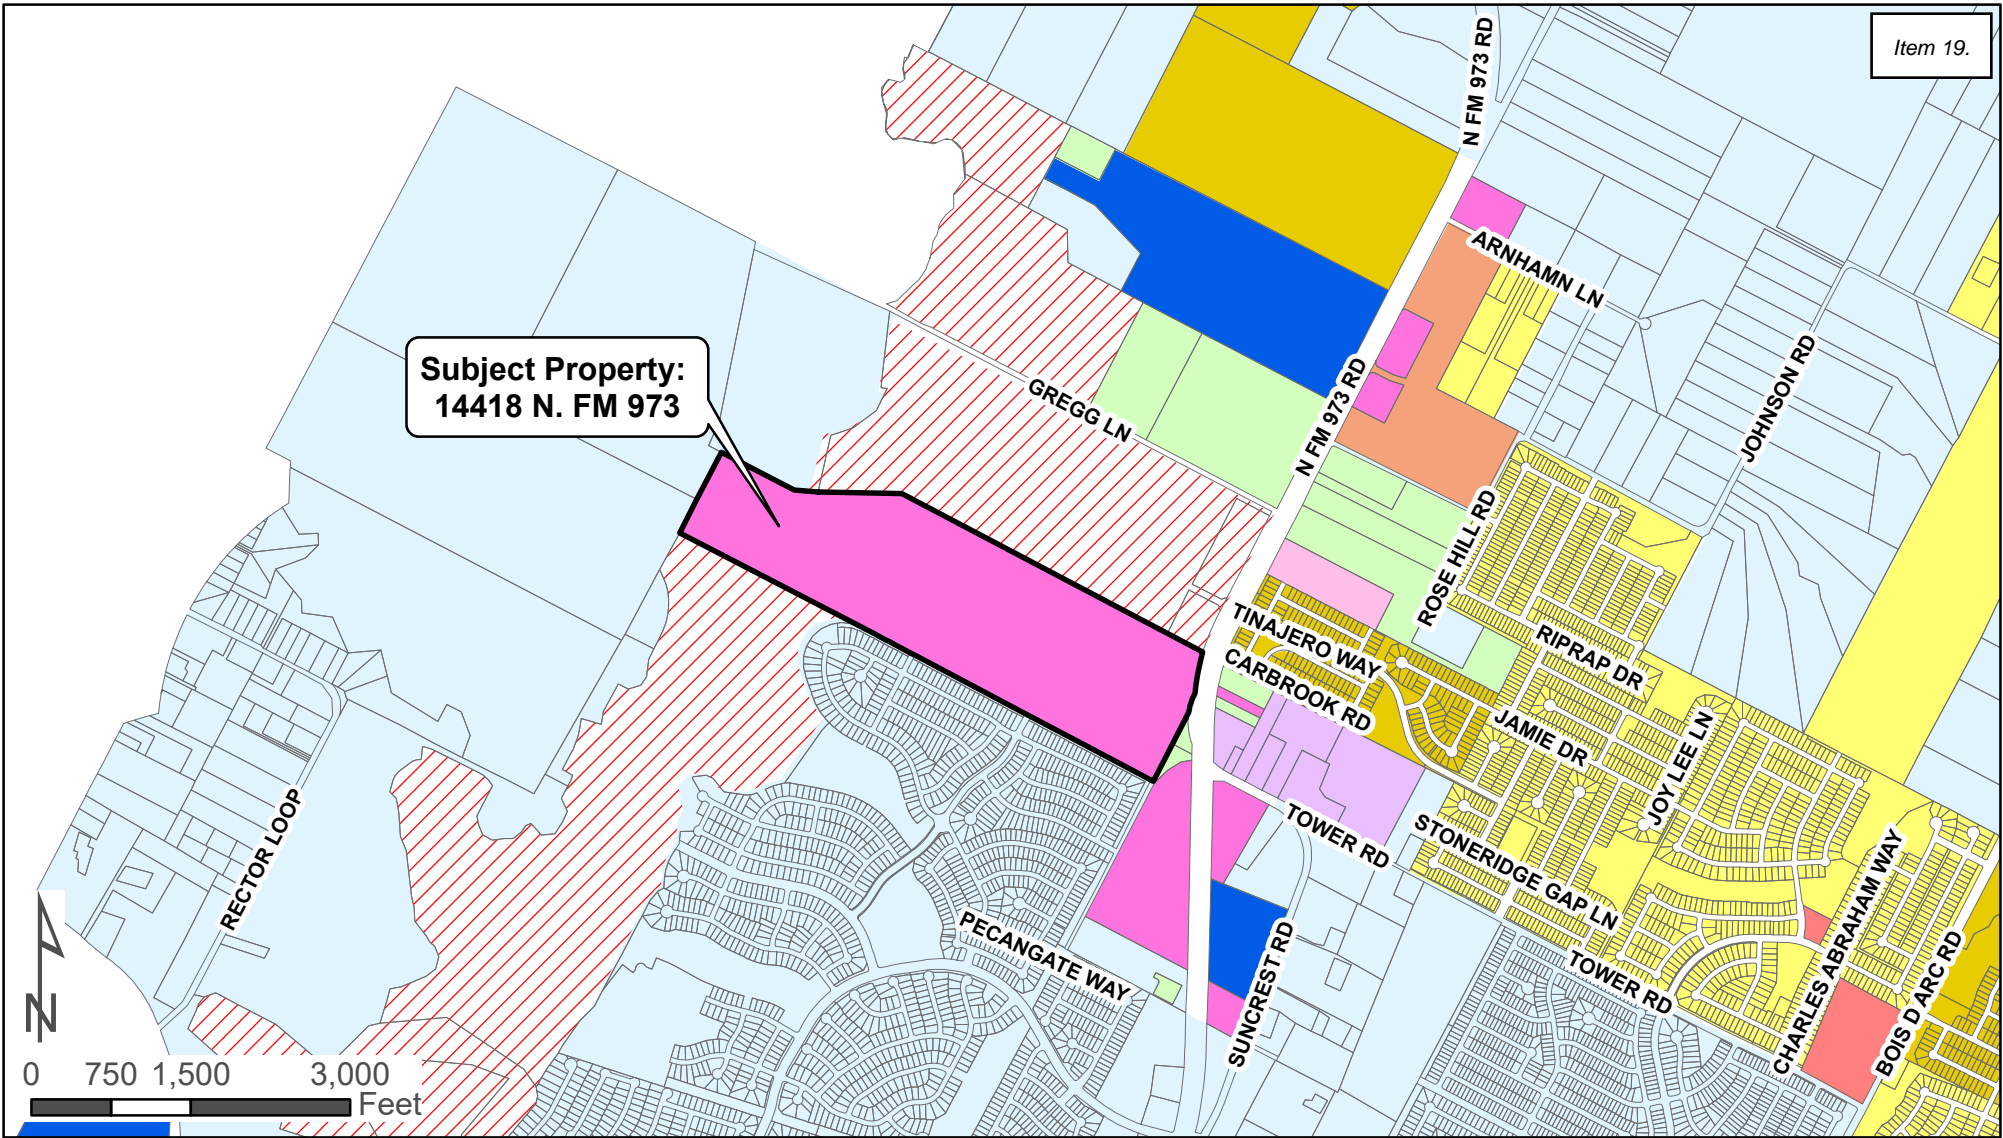 Item 19.
N FM 973 RD
ARNHAMN LN
JOHNSON RD
Subject Property:
14418 N. FM 973
GREGG LN
N FM 973 RD
ROSE HILL RD
TINAJERO WAY
RIPRAP DR
CARBROOK RD
JAMIE DR
JOY LEE LN
RECTOR LOOP
TOWER RD
STONERIDGE GAP LN
CHARLES ABRAHAM WAY
PECANGATE WAY
SUNCREST RD
TOWER RD
BOIS D ARC RD
N
0 750 1,500 3,000
Feet